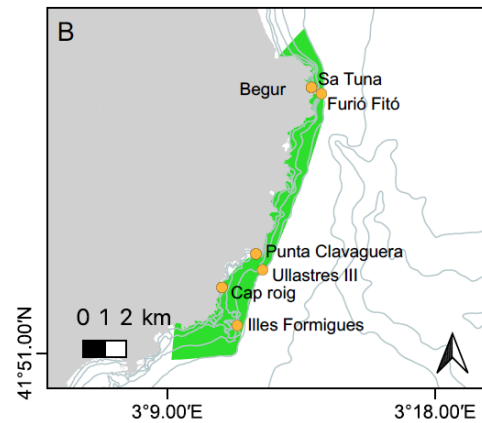 B
Sa Tuna
Begur
Furió Fitó
Punta Clavaguera
Ullastres III
Cap roig
0 1 2 km
Illes Formigues
41°51.00'N
3°9.00'E
3°18.00'E